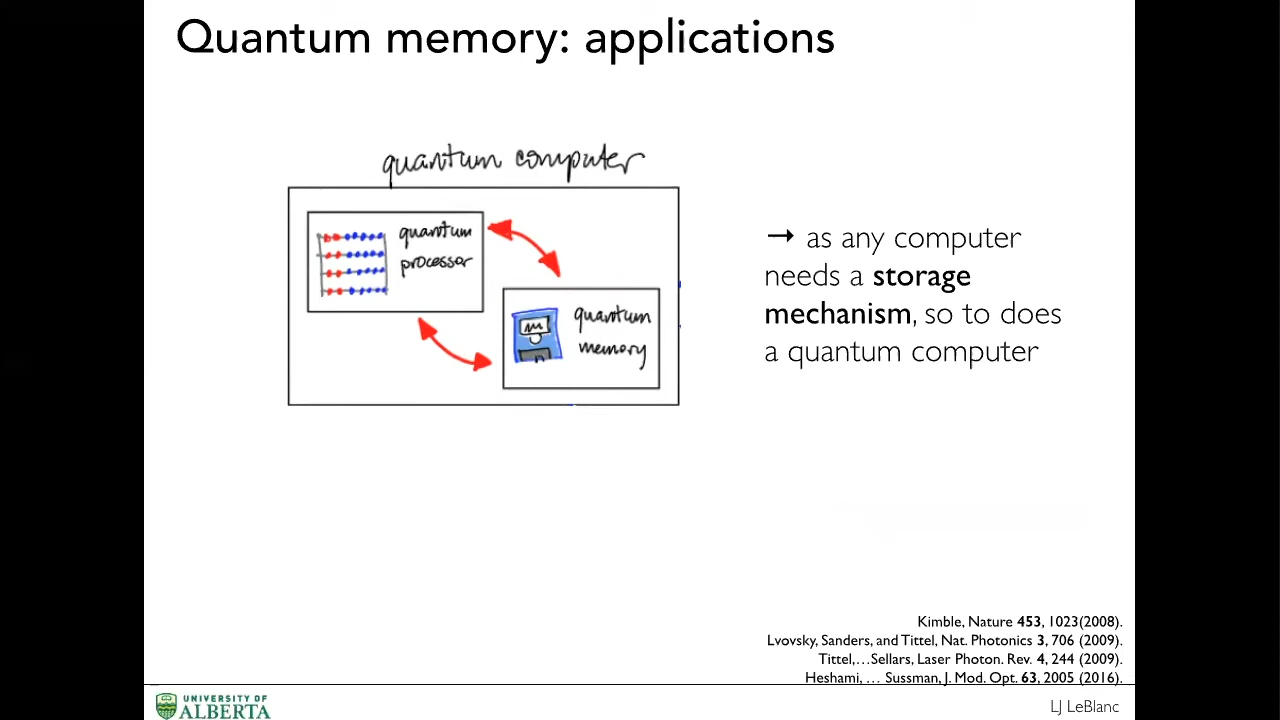 Quantum memory: applications
quantum computer
quantum
processor
quantum
memory
→ as any computer
needs a storage
mechanism, so to does
a quantum computer
Kimble, Nature 453, 1023(2008).
Lvovsky, Sanders, and Tittel, Nat. Photonics 3, 706 (2009).
Tittel,…Sellars, Laser Photon. Rev. 4, 244 (2009).
Heshami, … Sussman, J. Mod. Opt. 63, 2005 (2016).
UNIVERSITY OF
ALBERTA
LJ LeBlanc